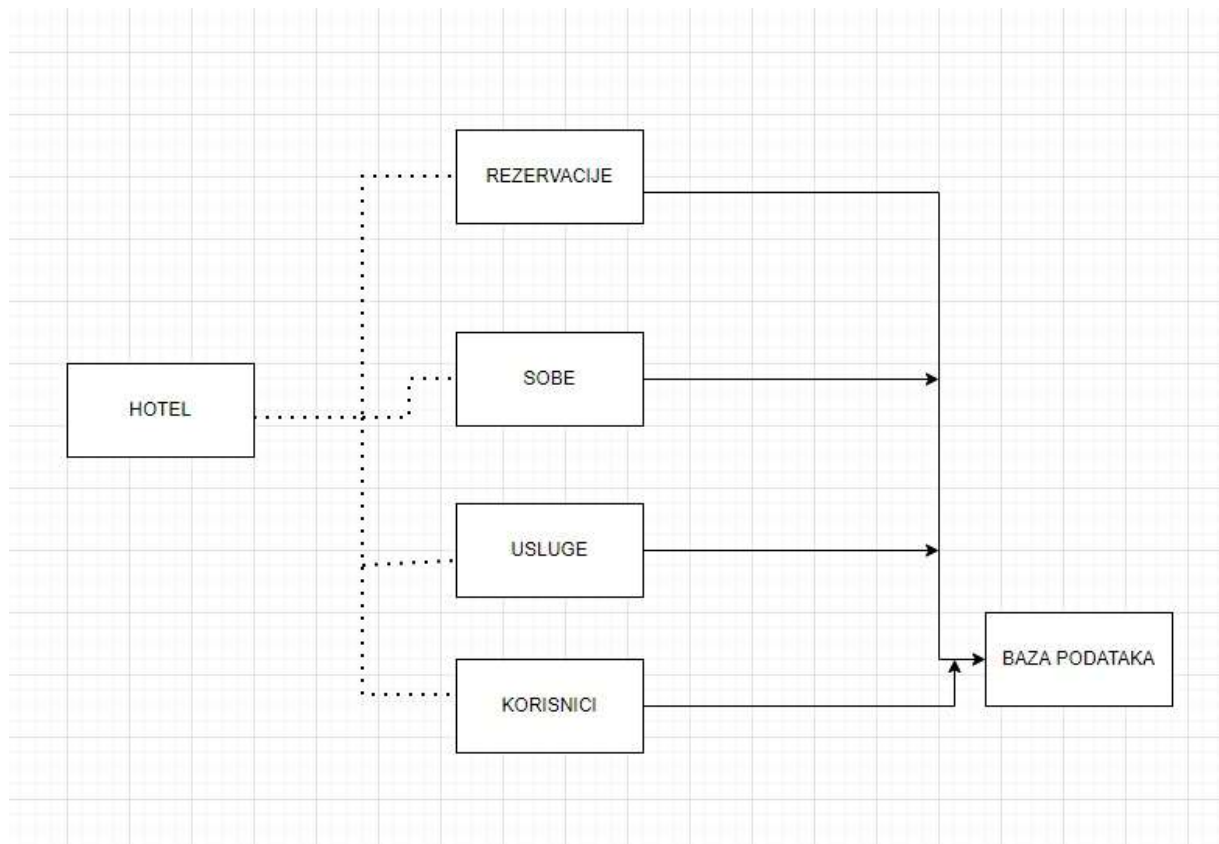 REZERVACIJE
SOBE
HOTEL
USLUGE
BAZA PODATAKA
KORISNICI